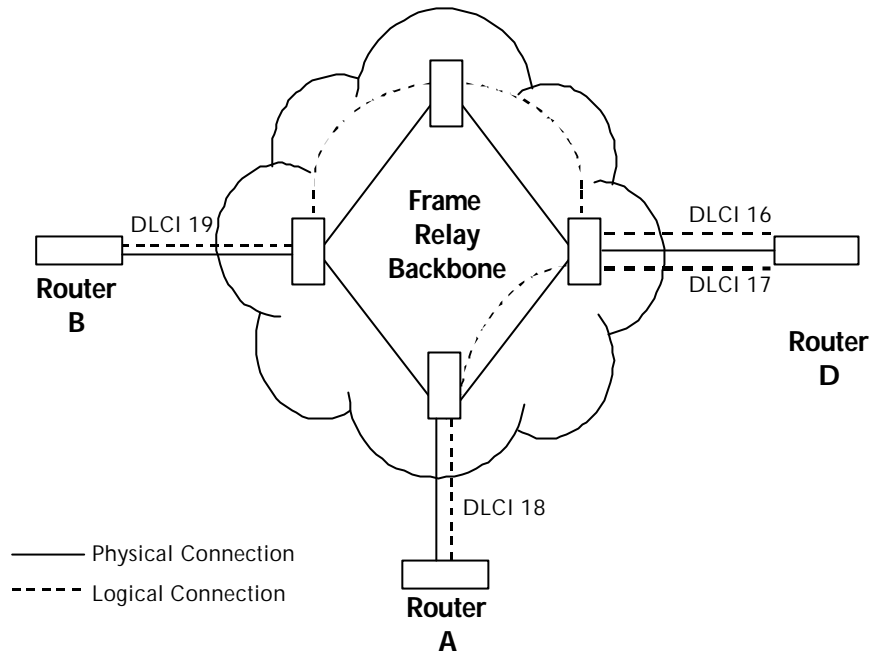 Frame
Relay
Backbone
DLCI 19
DLCI 16
DLCI 17
Router
B
Router
D
DLCI 18
Physical Connection
Logical Connection
Router
A